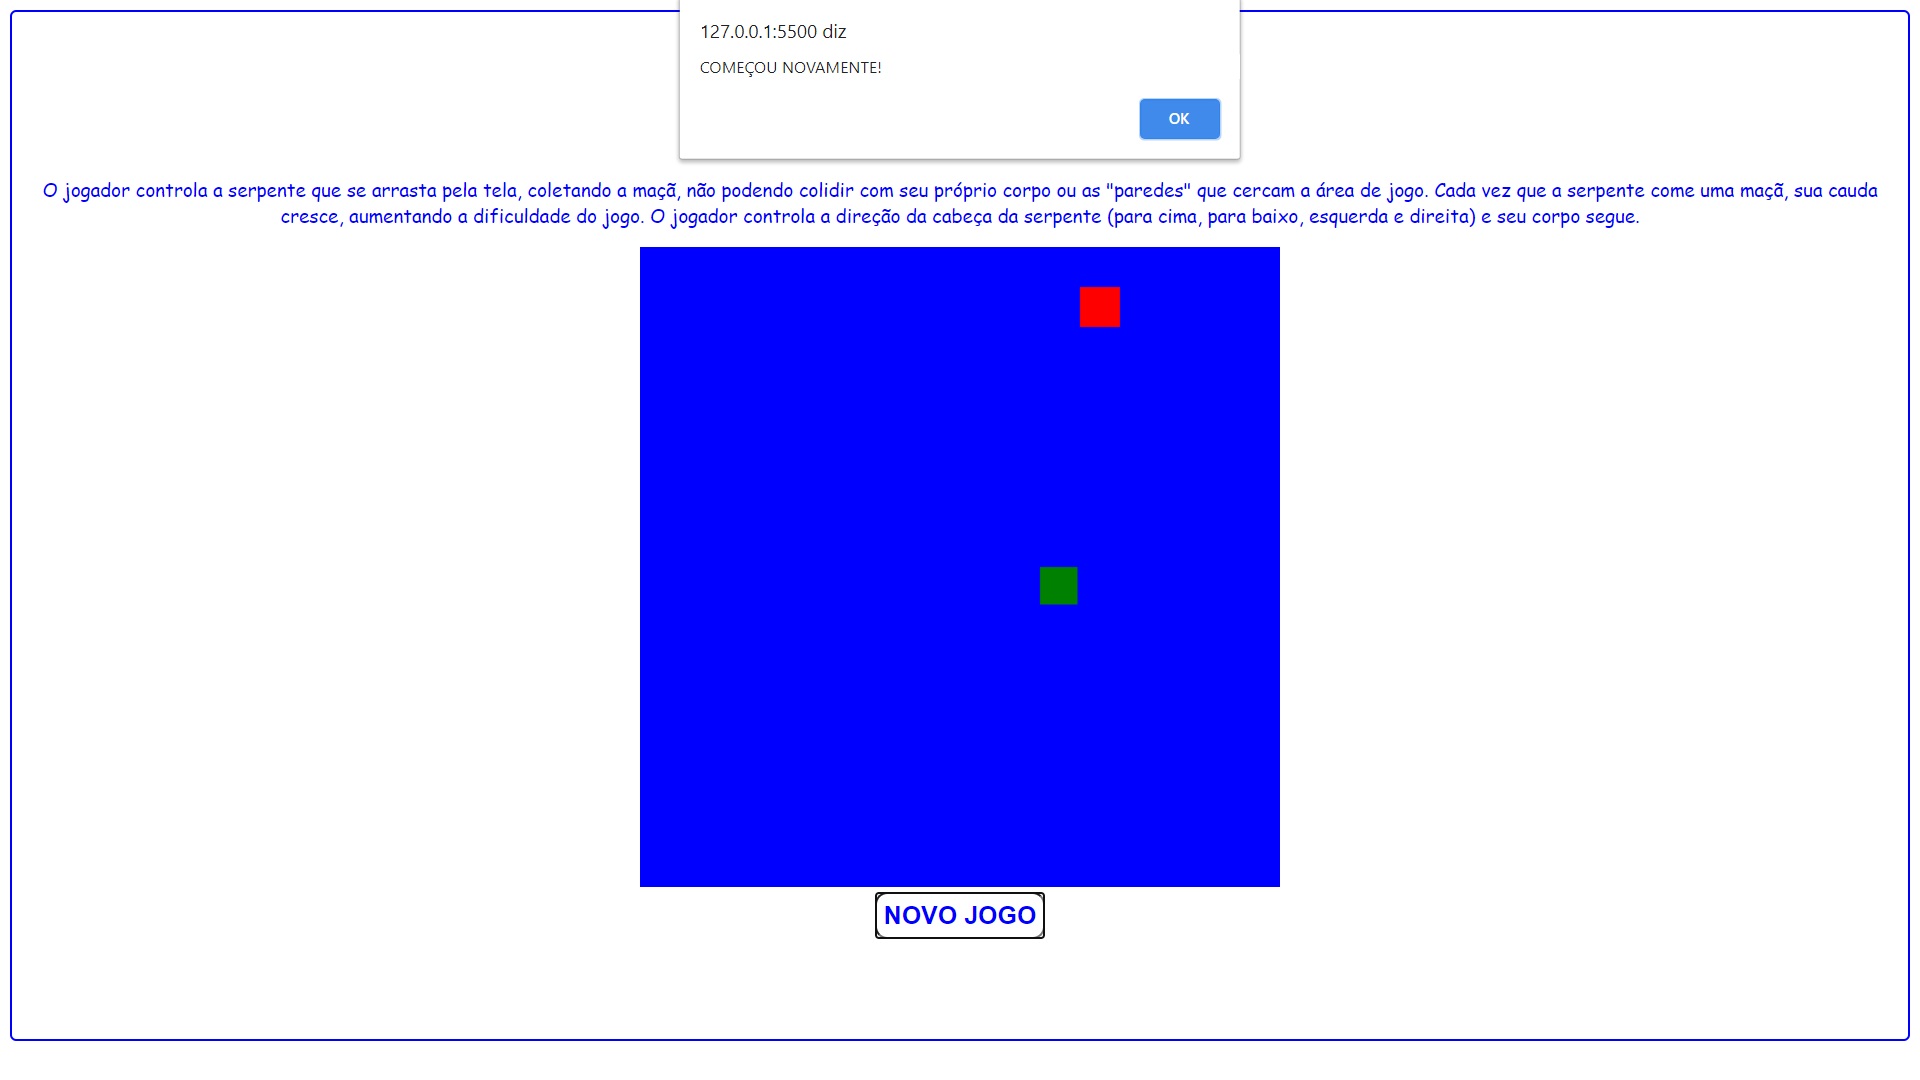 127.0.0.1:5500 diz
COMEÇOU NOVAMENTE!
OK
O jogador controla a serpente que se arrasta pela tela, coletando a maçã, não podendo colidir com seu próprio corpo ou as "paredes" que cercam a área de jogo. Cada vez que a serpente come uma maçã, sua cauda
cresce, aumentando a dificuldade do jogo. O jogador controla a direção da cabeça da serpente (para cima, para baixo, esquerda e direita) e seu corpo segue.
NOVO JOGO